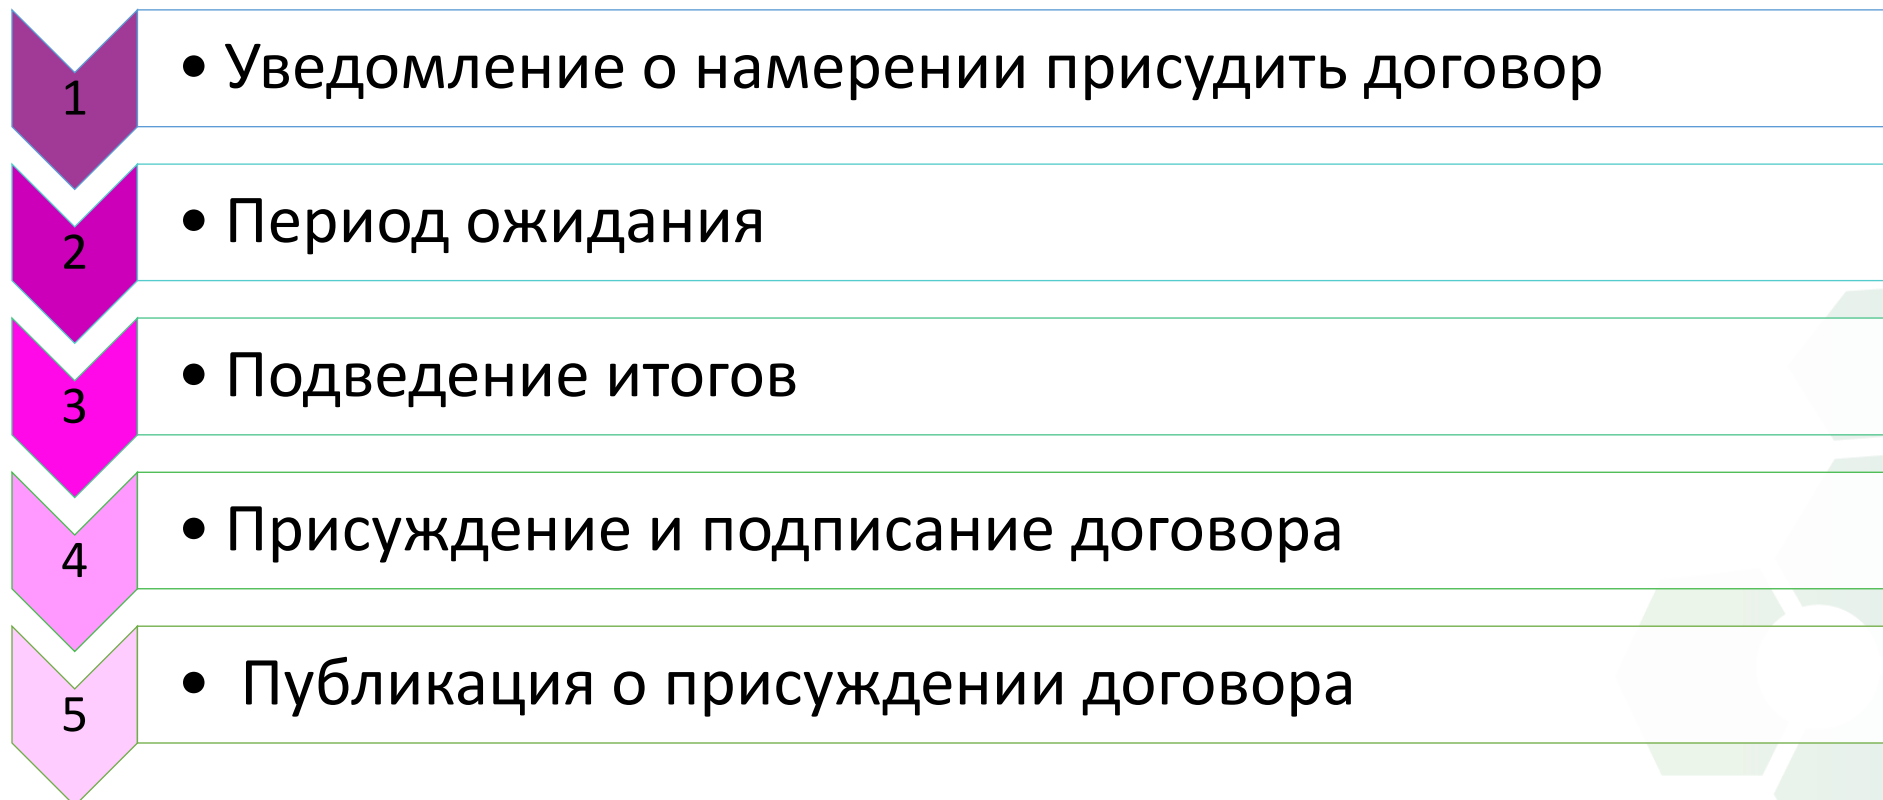 1
• Уведомление о намерении присудить договор
2
• Период ожидания
3
• Подведение итогов
4
• Присуждение и подписание договора
5
• Публикация о присуждении договора